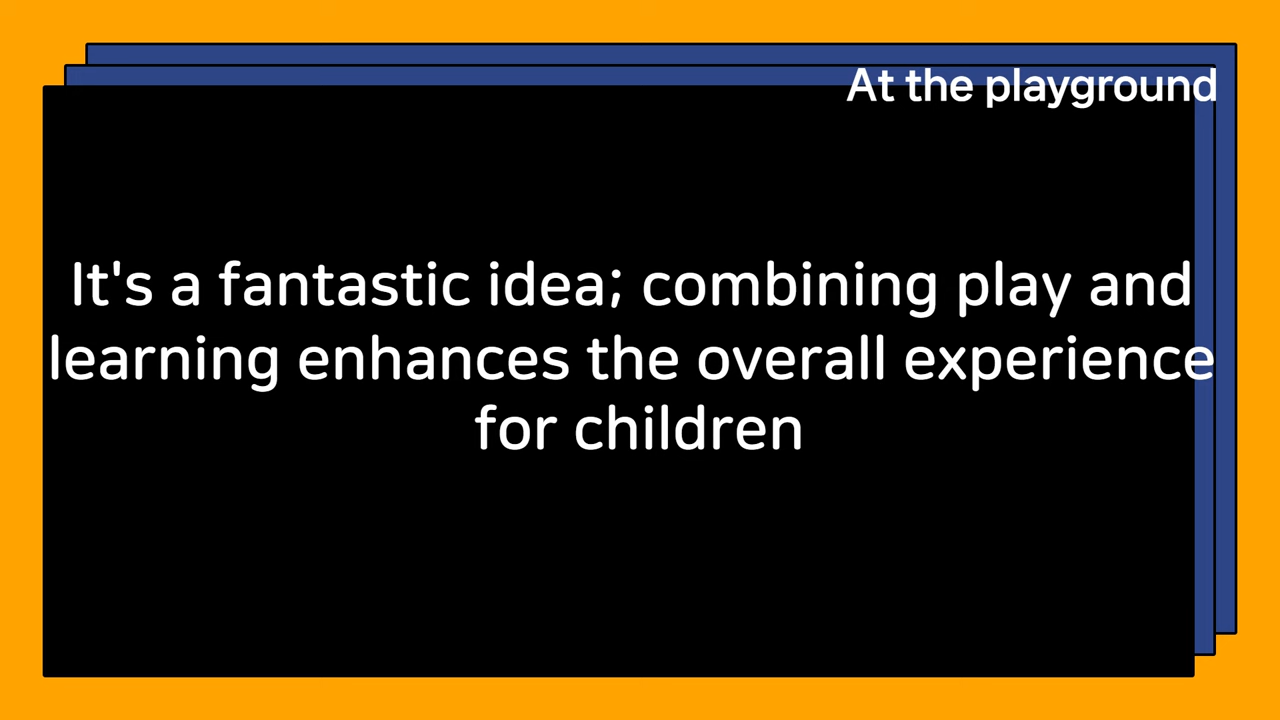 At the playground
It's a fantastic idea; combining play and
learning enhances the overall experience
for children